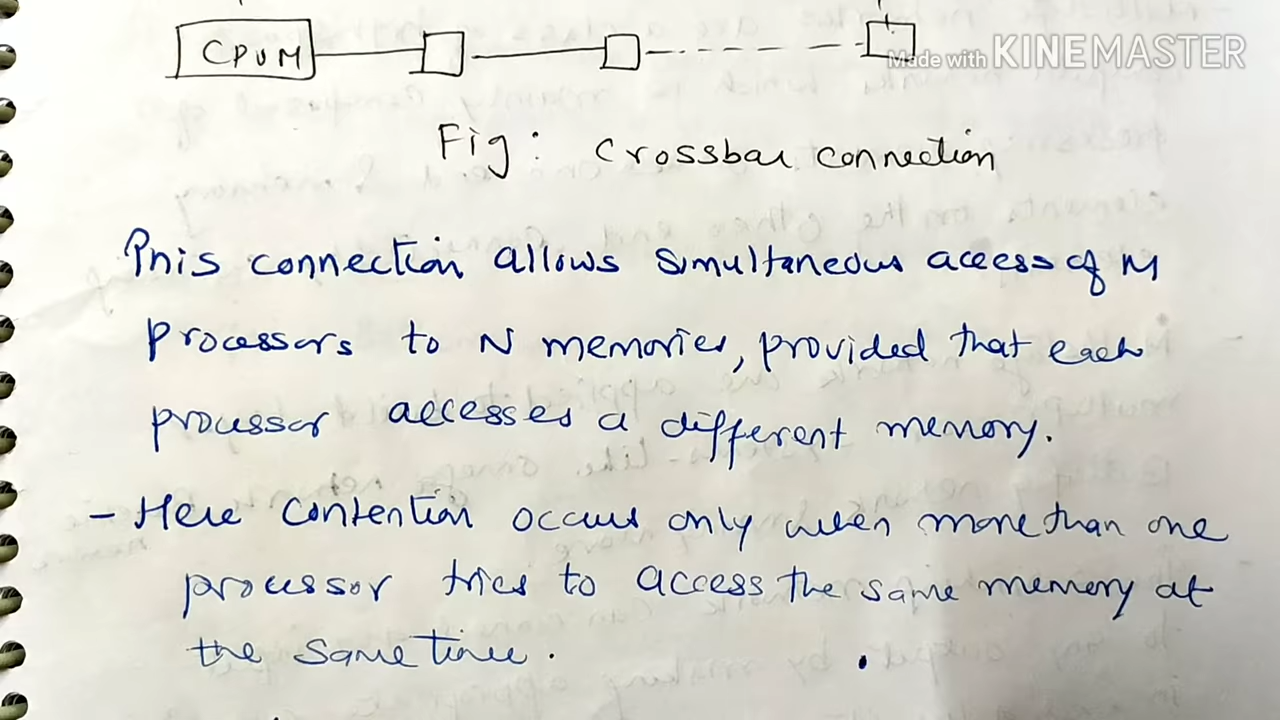 CPU M
Made with KINEMASTER
Fig: Crossbar connection
This connection allows simultaneous access of M
processors to N memories, provided that each
processor accesses a different memory.
- Here contention occurs only when more than one
processor tries to access the same memory at
the same time.